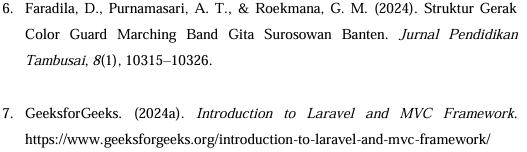 6. Faradila, D., Purnamasari, A. T., & Roekmana, G. M. (2024). Struktur Gerak
Color Guard Marching Band Gita Surosowan Banten. Jurnal Pendidikan
Tambusai, 8(1), 10315–10326.
7. GeeksforGeeks. (2024a). Introduction to Laravel and MVC Framework.
https://www.geeksforgeeks.org/introduction-to-laravel-and-mvc-framework/